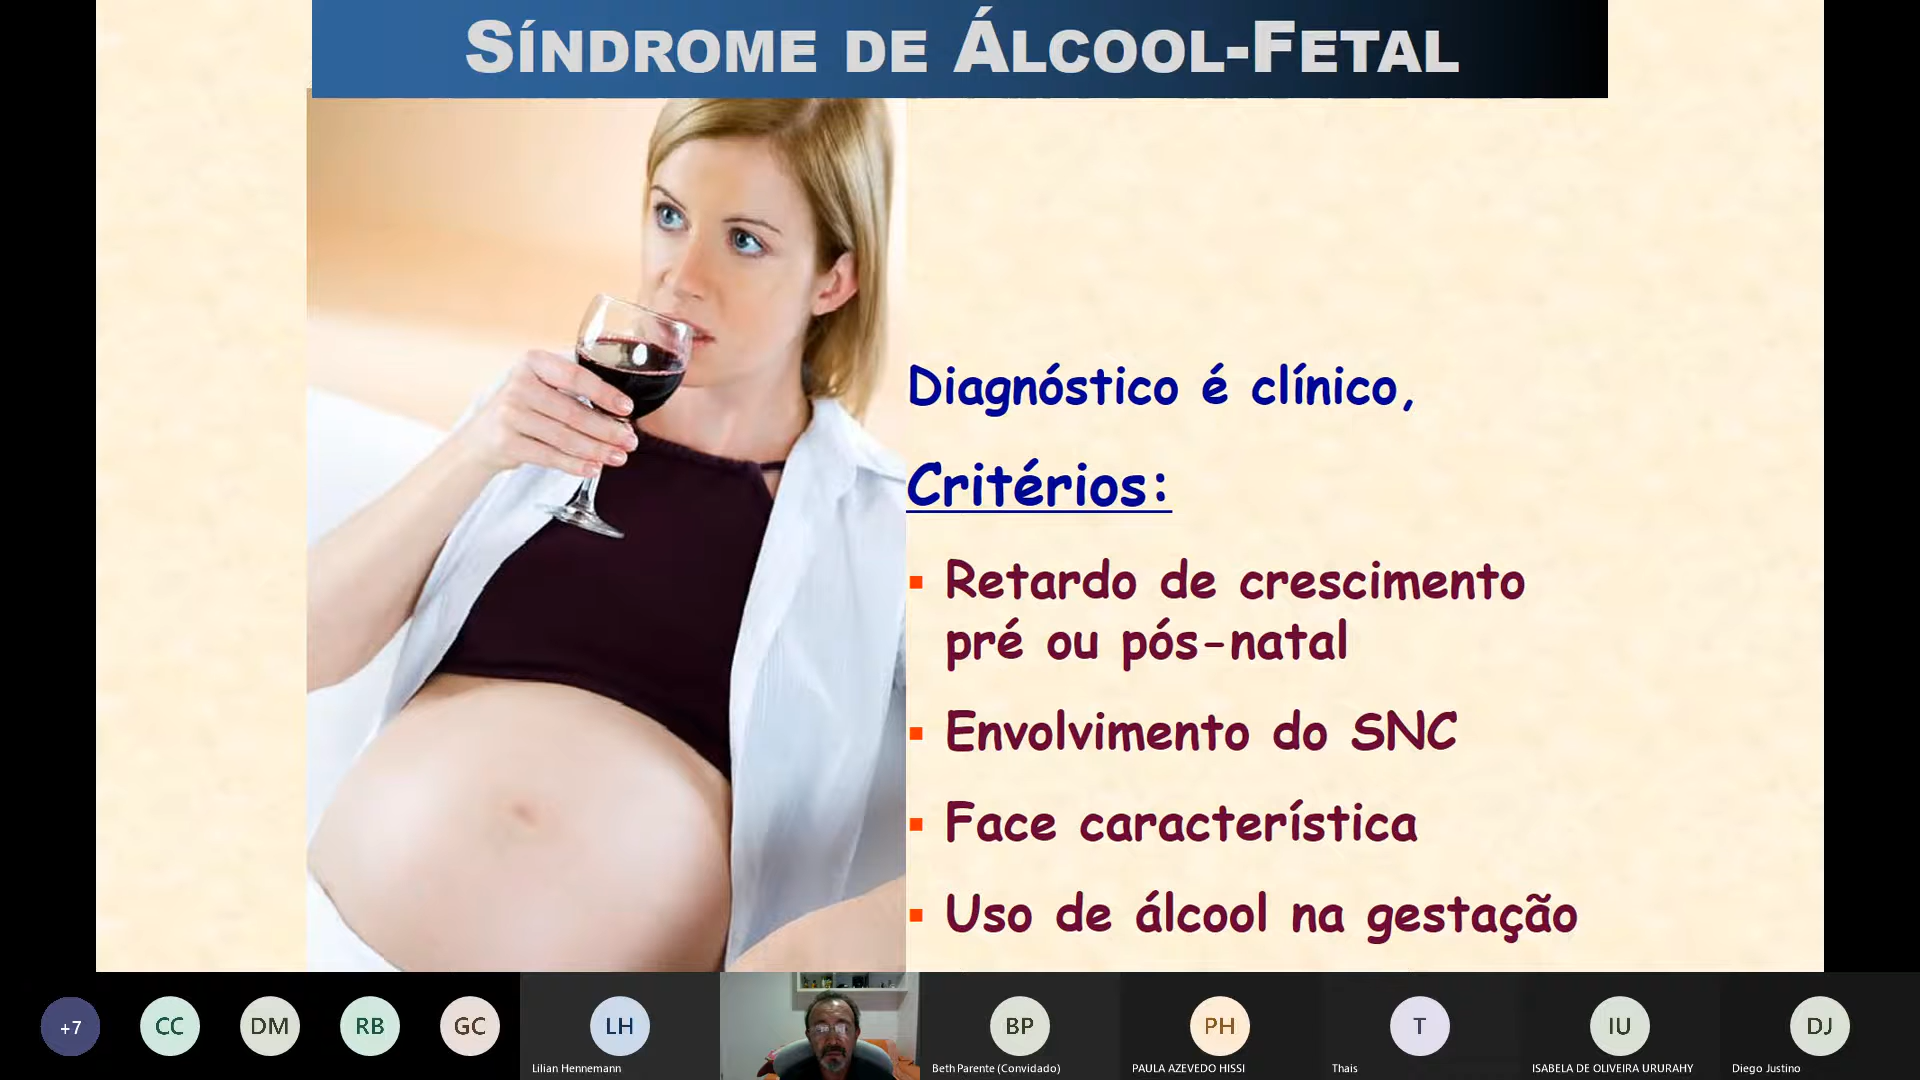 SÍNDROME DE ÁLCOOL-FETAL
Diagnóstico é clínico,
Critérios:
▪ Retardo de crescimento
pré ou pós-natal
▪ Envolvimento do SNC
▪ Face característica
▪ Uso de álcool na gestação
+7
CC
DM
RB
GC
LH
BP
PH
T
IU
DJ
Lilian Hennemann
Beth Parente (Convidado)
PAULA AZEVEDO HISSI
Thais
ISABELA DE OLIVEIRA URURAHY
Diego Justino